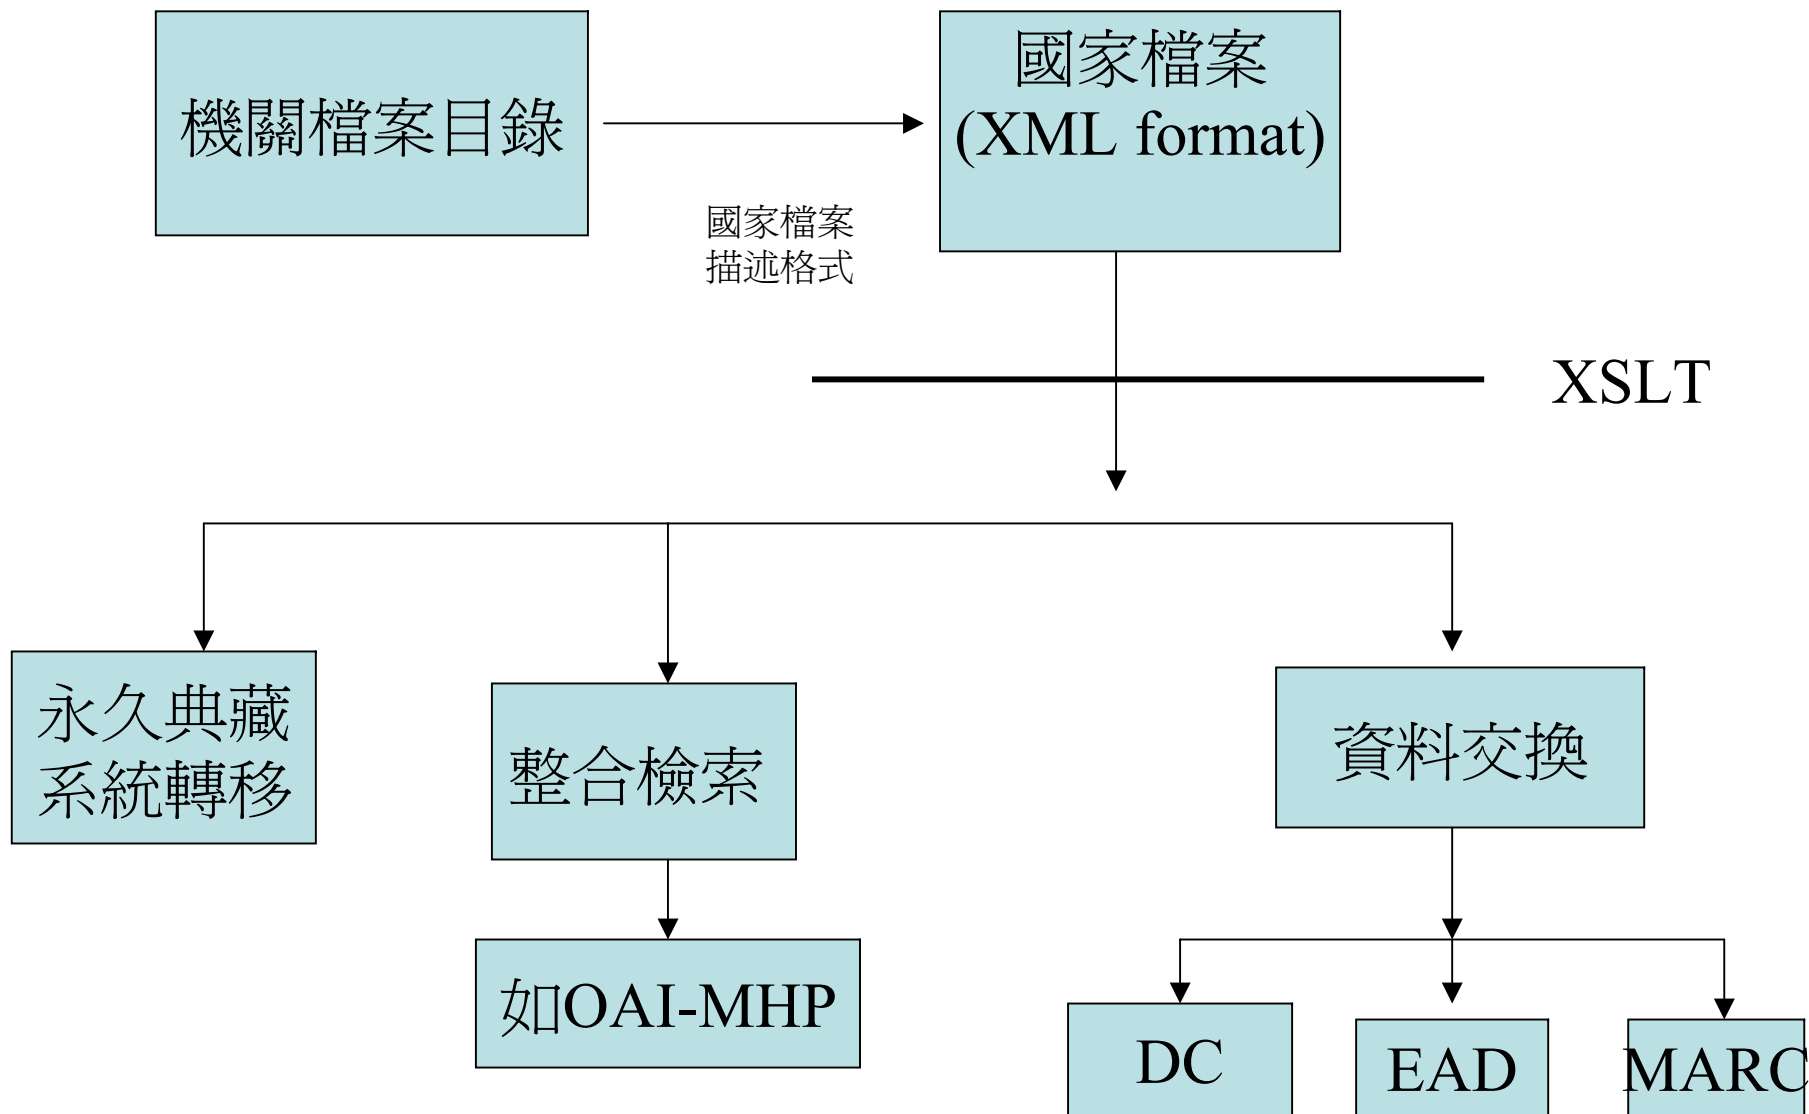 機關檔案目錄
國家檔案
(XML format)
國家檔案
描述格式
XSLT
永久典藏
系統轉移
整合檢索
資料交換
如OAI-MHP
DC
EAD
MARC